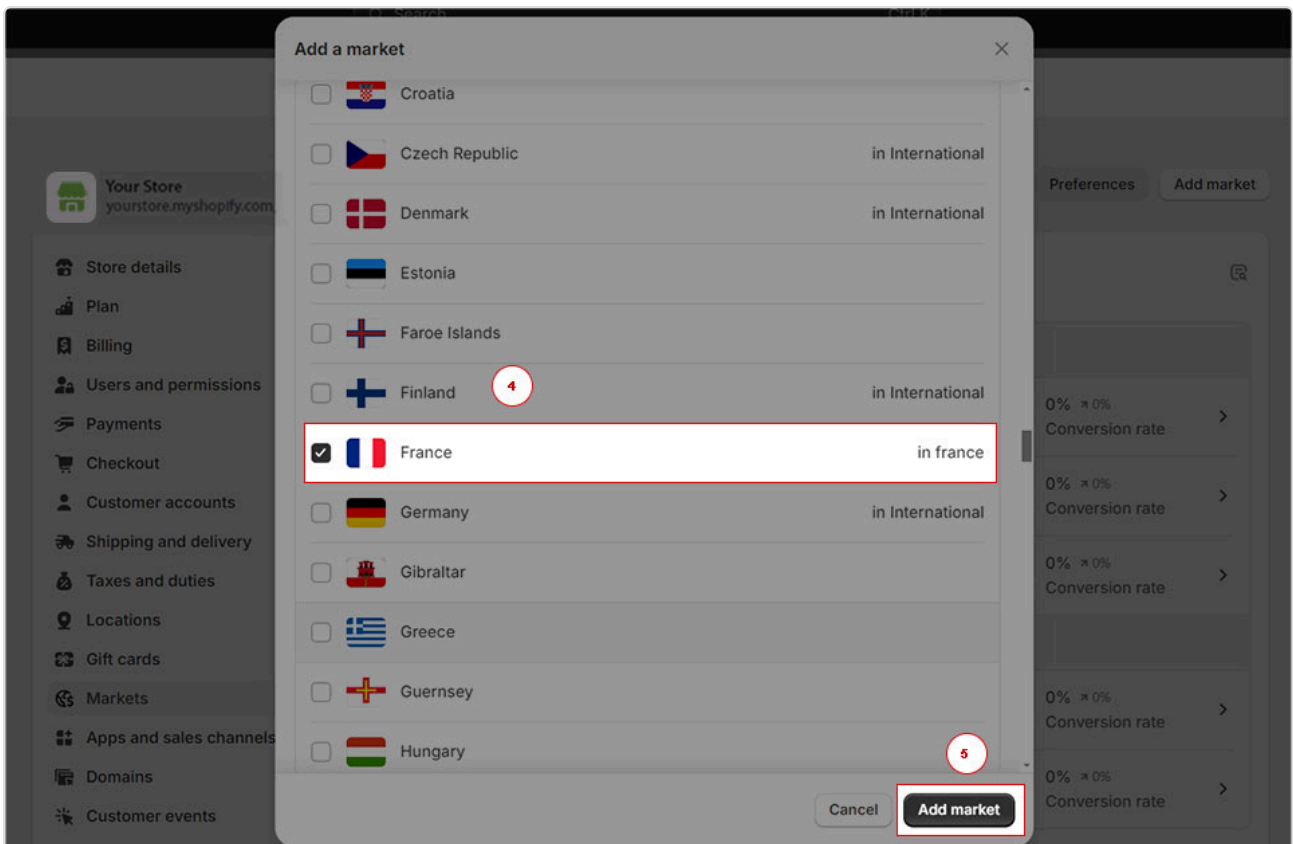 Search
Ctrl K
Add a market
Croatia
Czech Republic in International
Denmark in International
Estonia
Faroe Islands
Finland in International
4
France in france
Germany in International
Gibraltar
Greece
Guernsey
Hungary
5
Cancel
Add market
Your Store
yourstore.myshopify.com
Store details
Plan
Billing
Users and permissions
Payments
Checkout
Customer accounts
Shipping and delivery
Taxes and duties
Locations
Gift cards
Markets
Apps and sales channels
Domains
Customer events
Preferences
Add market
0% 0%
Conversion rate
0% 0%
Conversion rate
0% 0%
Conversion rate
0% 0%
Conversion rate
0% 0%
Conversion rate